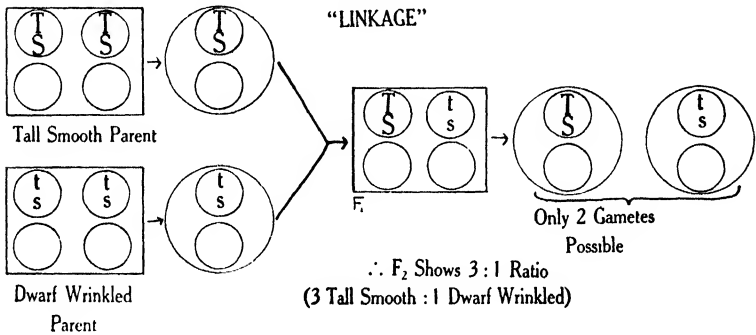 "LINKAGE"
T T T
S S S
Tall Smooth Parent
t t t
s s s
Dwarf Wrinkled
Parent
T t
S s
F₁
T t
S s
Only 2 Gametes
Possible
∴ F₂ Shows 3 : 1 Ratio
(3 Tall Smooth : 1 Dwarf Wrinkled)